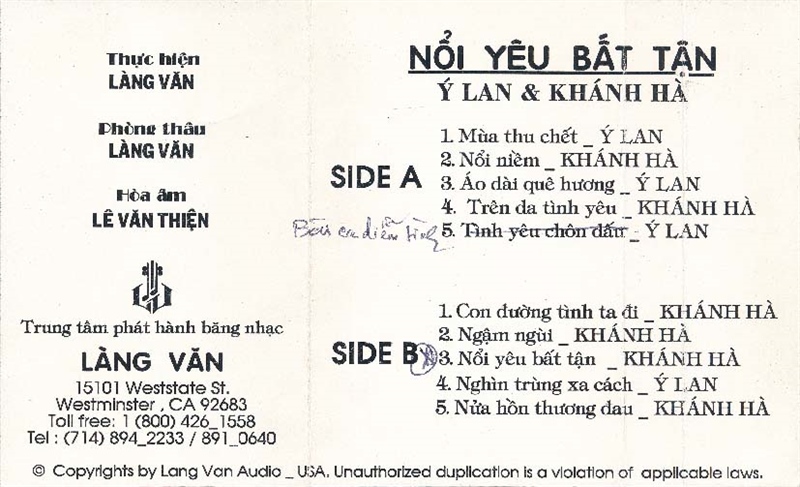 Thực hiện
LÀNG VĂN
Phòng thâu
LÀNG VĂN
Hòa âm
LÊ VĂN THIỆN
Trung tâm phát hành băng nhạc
LÀNG VĂN
15101 Weststate St.
Westminster , CA 92683
Toll free: 1 (800) 426_1558
Tel : (714) 894_2233 / 891_0640
NỔI YÊU BẤT TẬN
Ý LAN & KHÁNH HÀ
SIDE A
1. Mùa thu chết _ Ý LAN
2. Nổi niềm _ KHÁNH HÀ
3. Áo dài quê hương _ Ý LAN
4. Trên da tình yêu _ KHÁNH HÀ
5. Tình yêu chôn dấu _ Ý LAN
SIDE B
1. Con đường tình ta đi _ KHÁNH HÀ
2. Ngậm ngùi _ KHÁNH HÀ
3. Nổi yêu bất tận _ KHÁNH HÀ
4. Nghìn trùng xa cách _ Ý LAN
5. Nửa hồn thương dau _ KHÁNH HÀ
© Copyrights by Lang Van Audio _ USA. Unauthorized duplication is a violation of applicable laws.